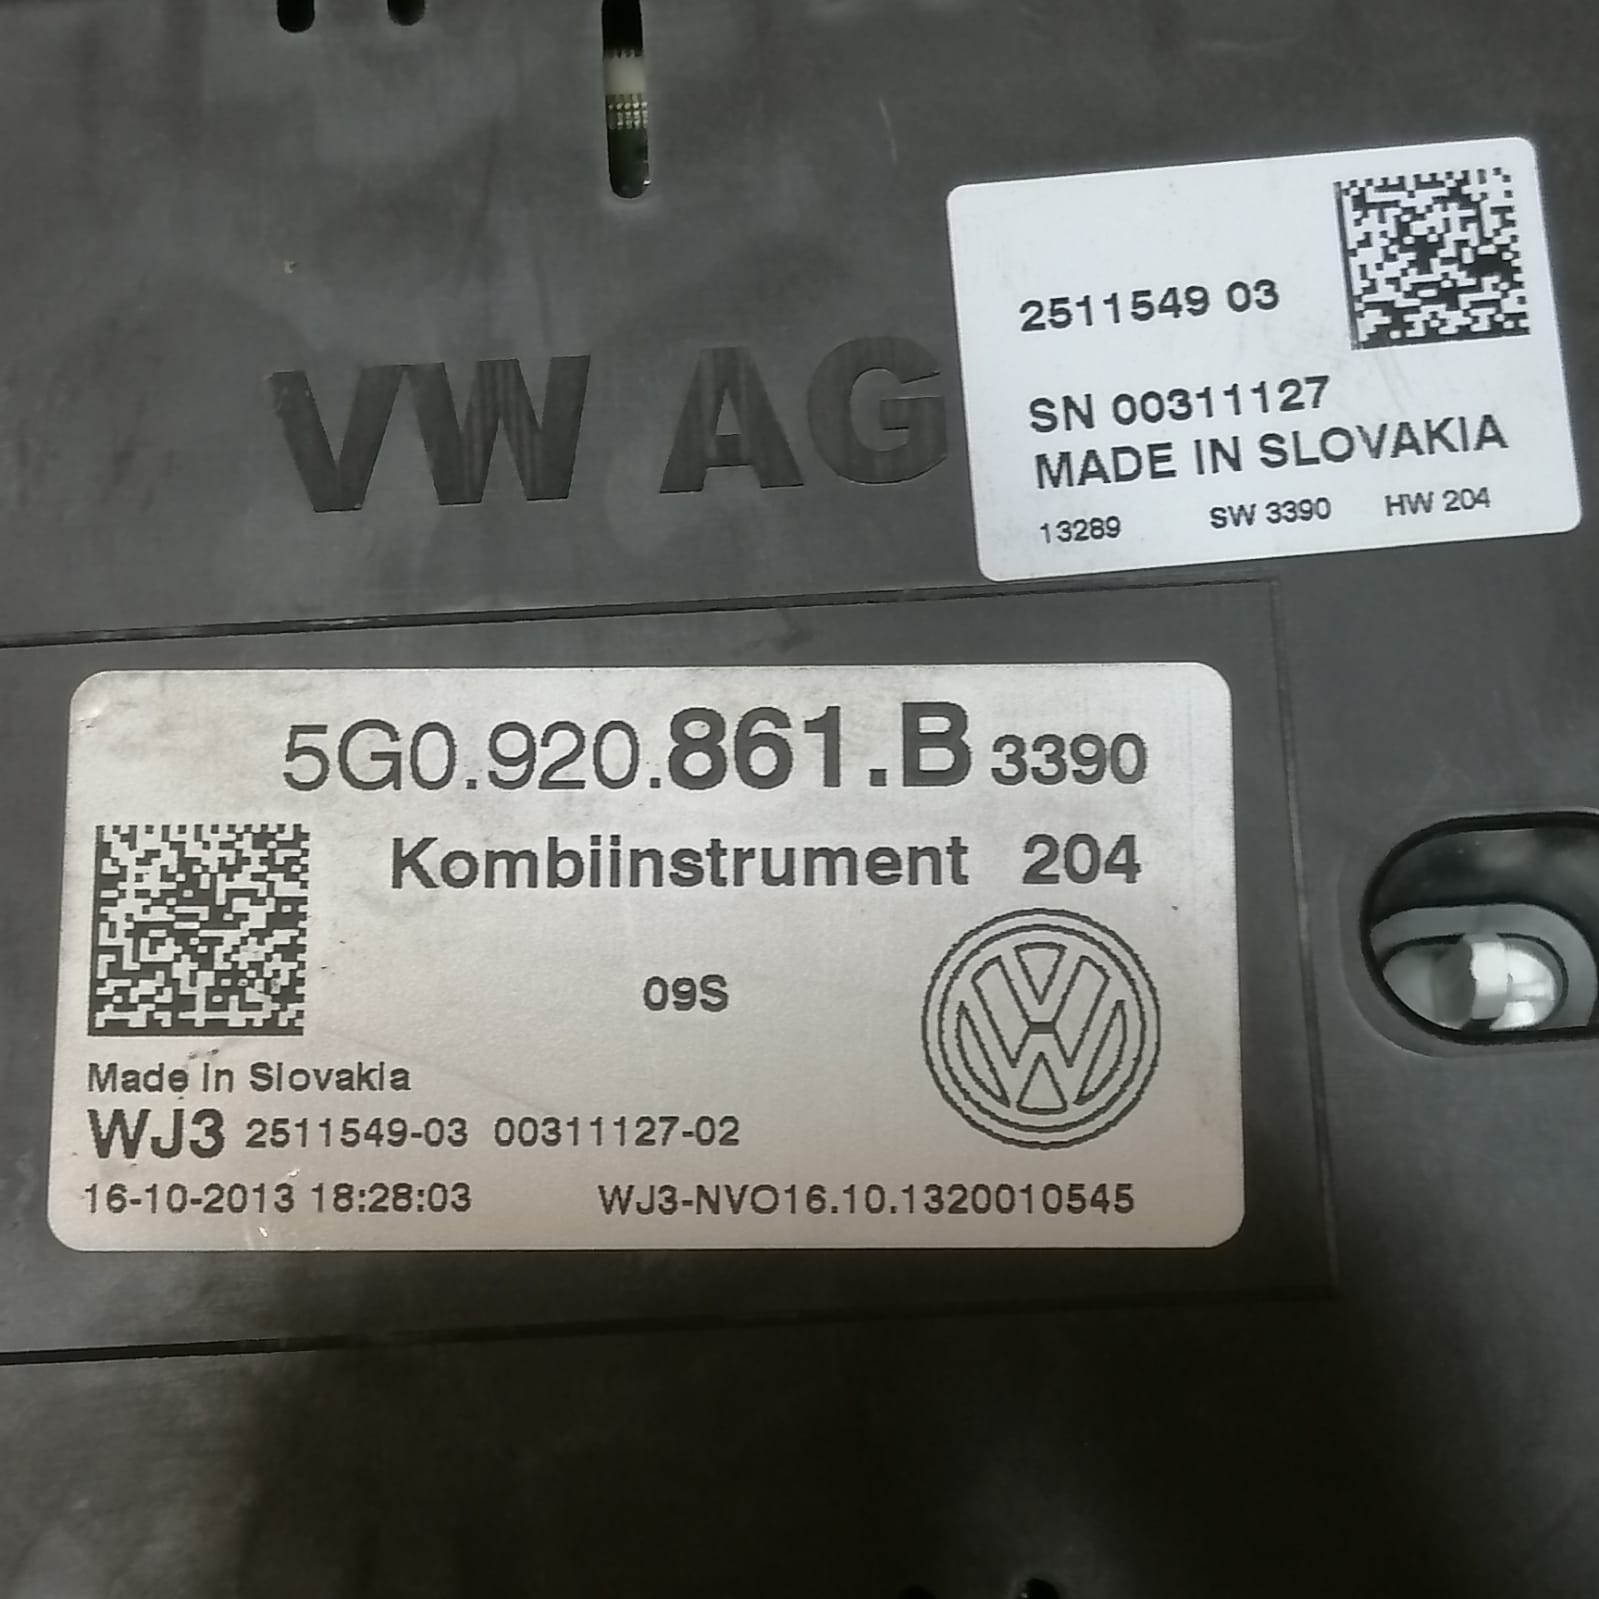 VW AG
2511549 03
SN 00311127
MADE IN SLOVAKIA
13289 SW 3390 HW 204
5G0.920.861.B 3390
Kombiinstrument 204
09S
Made in Slovakia
WJ3 2511549-03 00311127-02
16-10-2013 18:28:03 WJ3-NVO16.10.1320010545